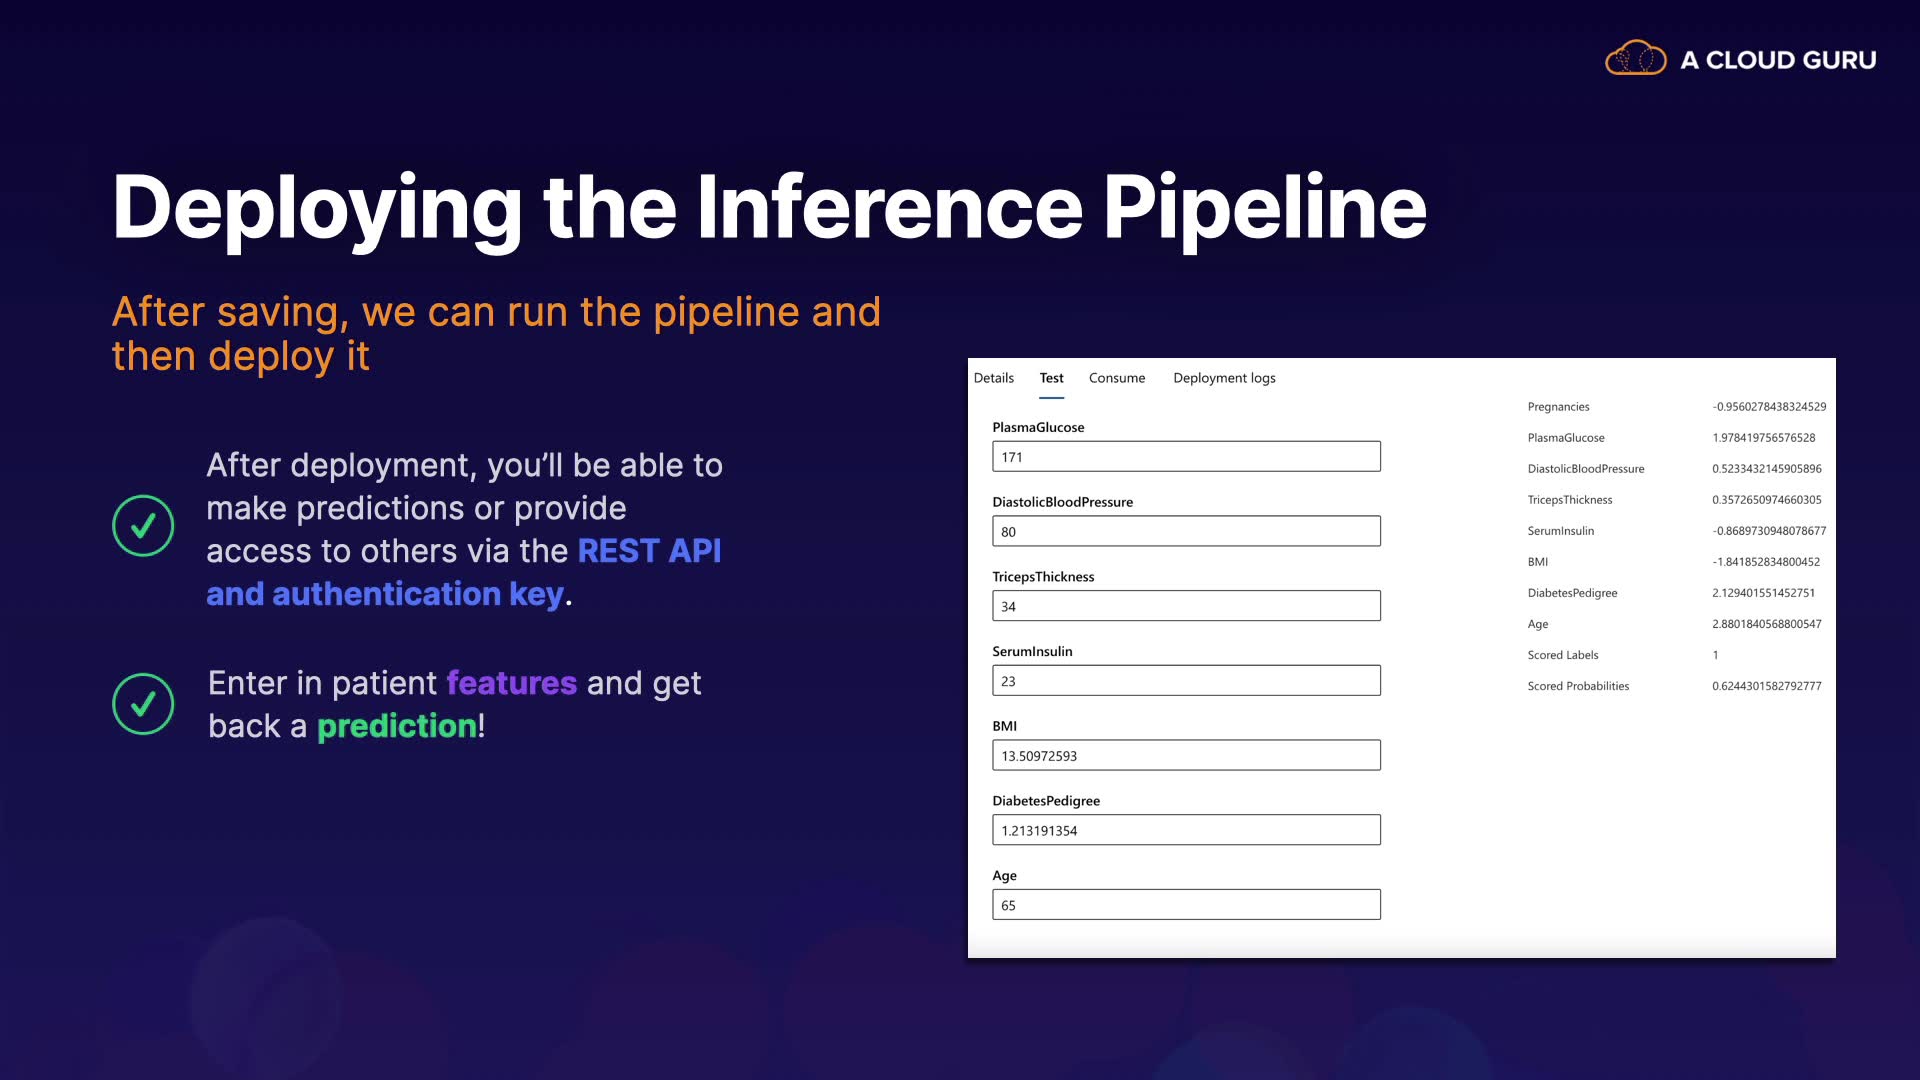 A CLOUD GURU
Deploying the Inference Pipeline
After saving, we can run the pipeline and
then deploy it
After deployment, you’ll be able to
make predictions or provide
access to others via the REST API
and authentication key.
Enter in patient features and get
back a prediction!
Details Test Consume Deployment logs
PlasmaGlucose
171
DiastolicBloodPressure
80
TricepsThickness
34
SerumInsulin
23
BMI
13.50972593
DiabetesPedigree
1.213191354
Age
65
Pregnancies -0.9560278438324529
PlasmaGlucose 1.978419756576528
DiastolicBloodPressure 0.5233432145905896
TricepsThickness 0.3572650974660305
SerumInsulin -0.8689730948078677
BMI -1.841852834800452
DiabetesPedigree 2.129401551452751
Age 2.8801840568800547
Scored Labels 1
Scored Probabilities 0.6244301582792777